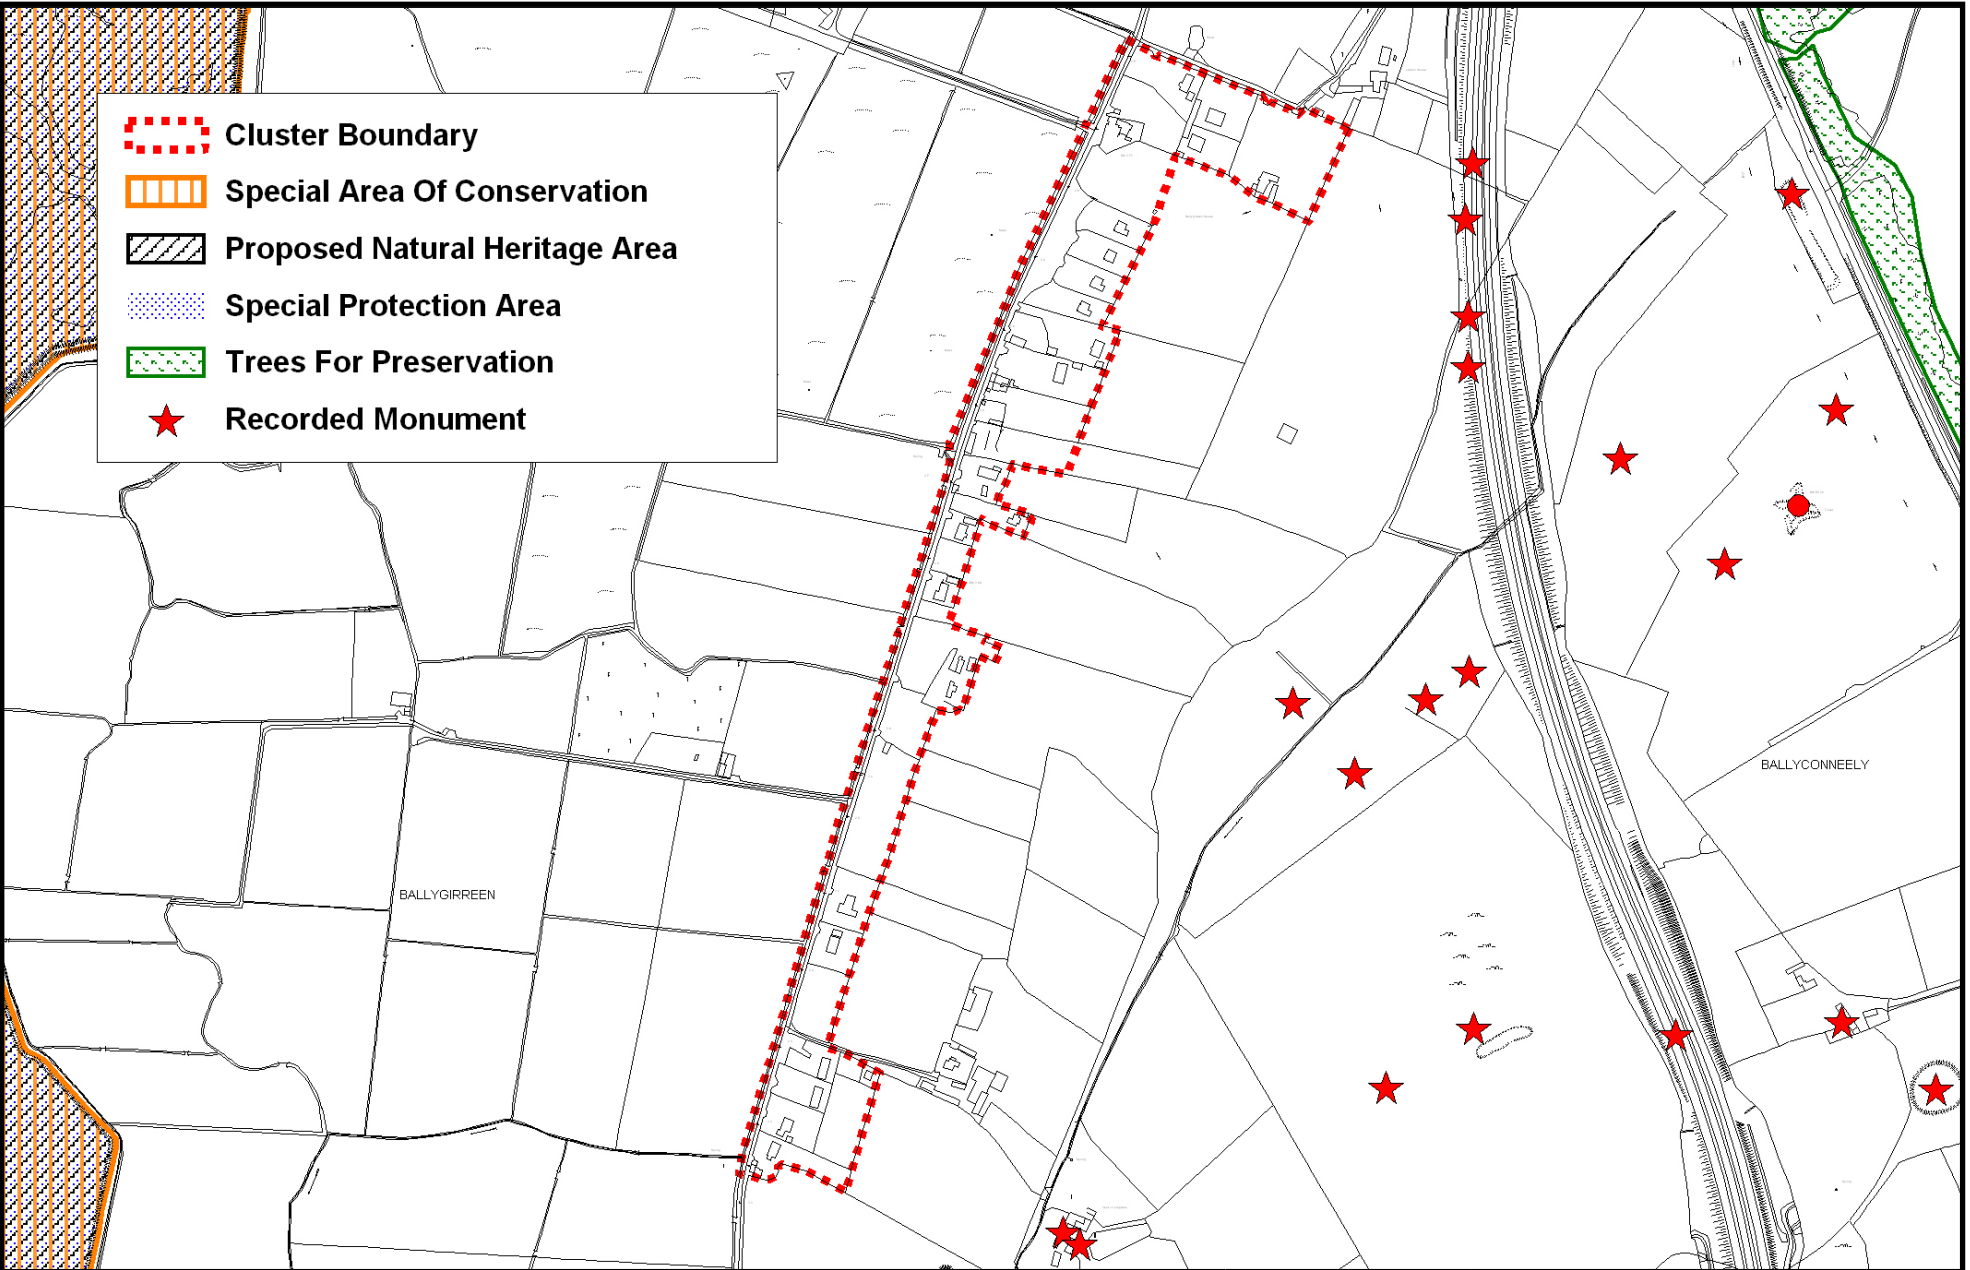 Cluster Boundary
Special Area Of Conservation
Proposed Natural Heritage Area
Special Protection Area
Trees For Preservation
Recorded Monument
BALLYCONNEELY
BALLYGIRREEN